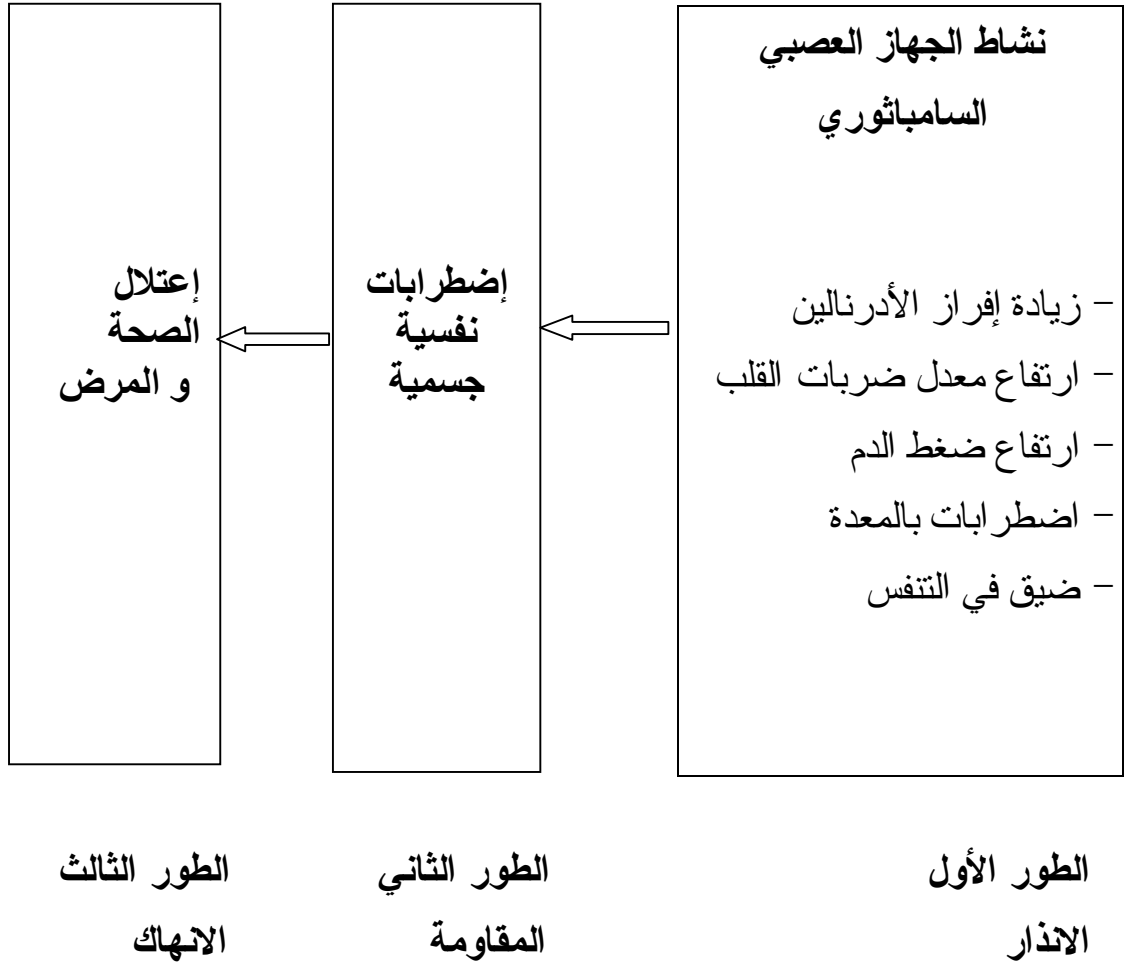 نشاط الجهاز العصبي
السامباثوري
– زيادة إفراز الأدرنالين
– ارتفاع معدل ضربات القلب
– ارتفاع ضغط الدم
– اضطرابات بالمعدة
– ضيق في التنفس
إضطرابات
نفسية
جسمية
إعتلال
الصحة
و المرض
الطور الأول
الانذار
الطور الثاني
المقاومة
الطور الثالث
الانهاك